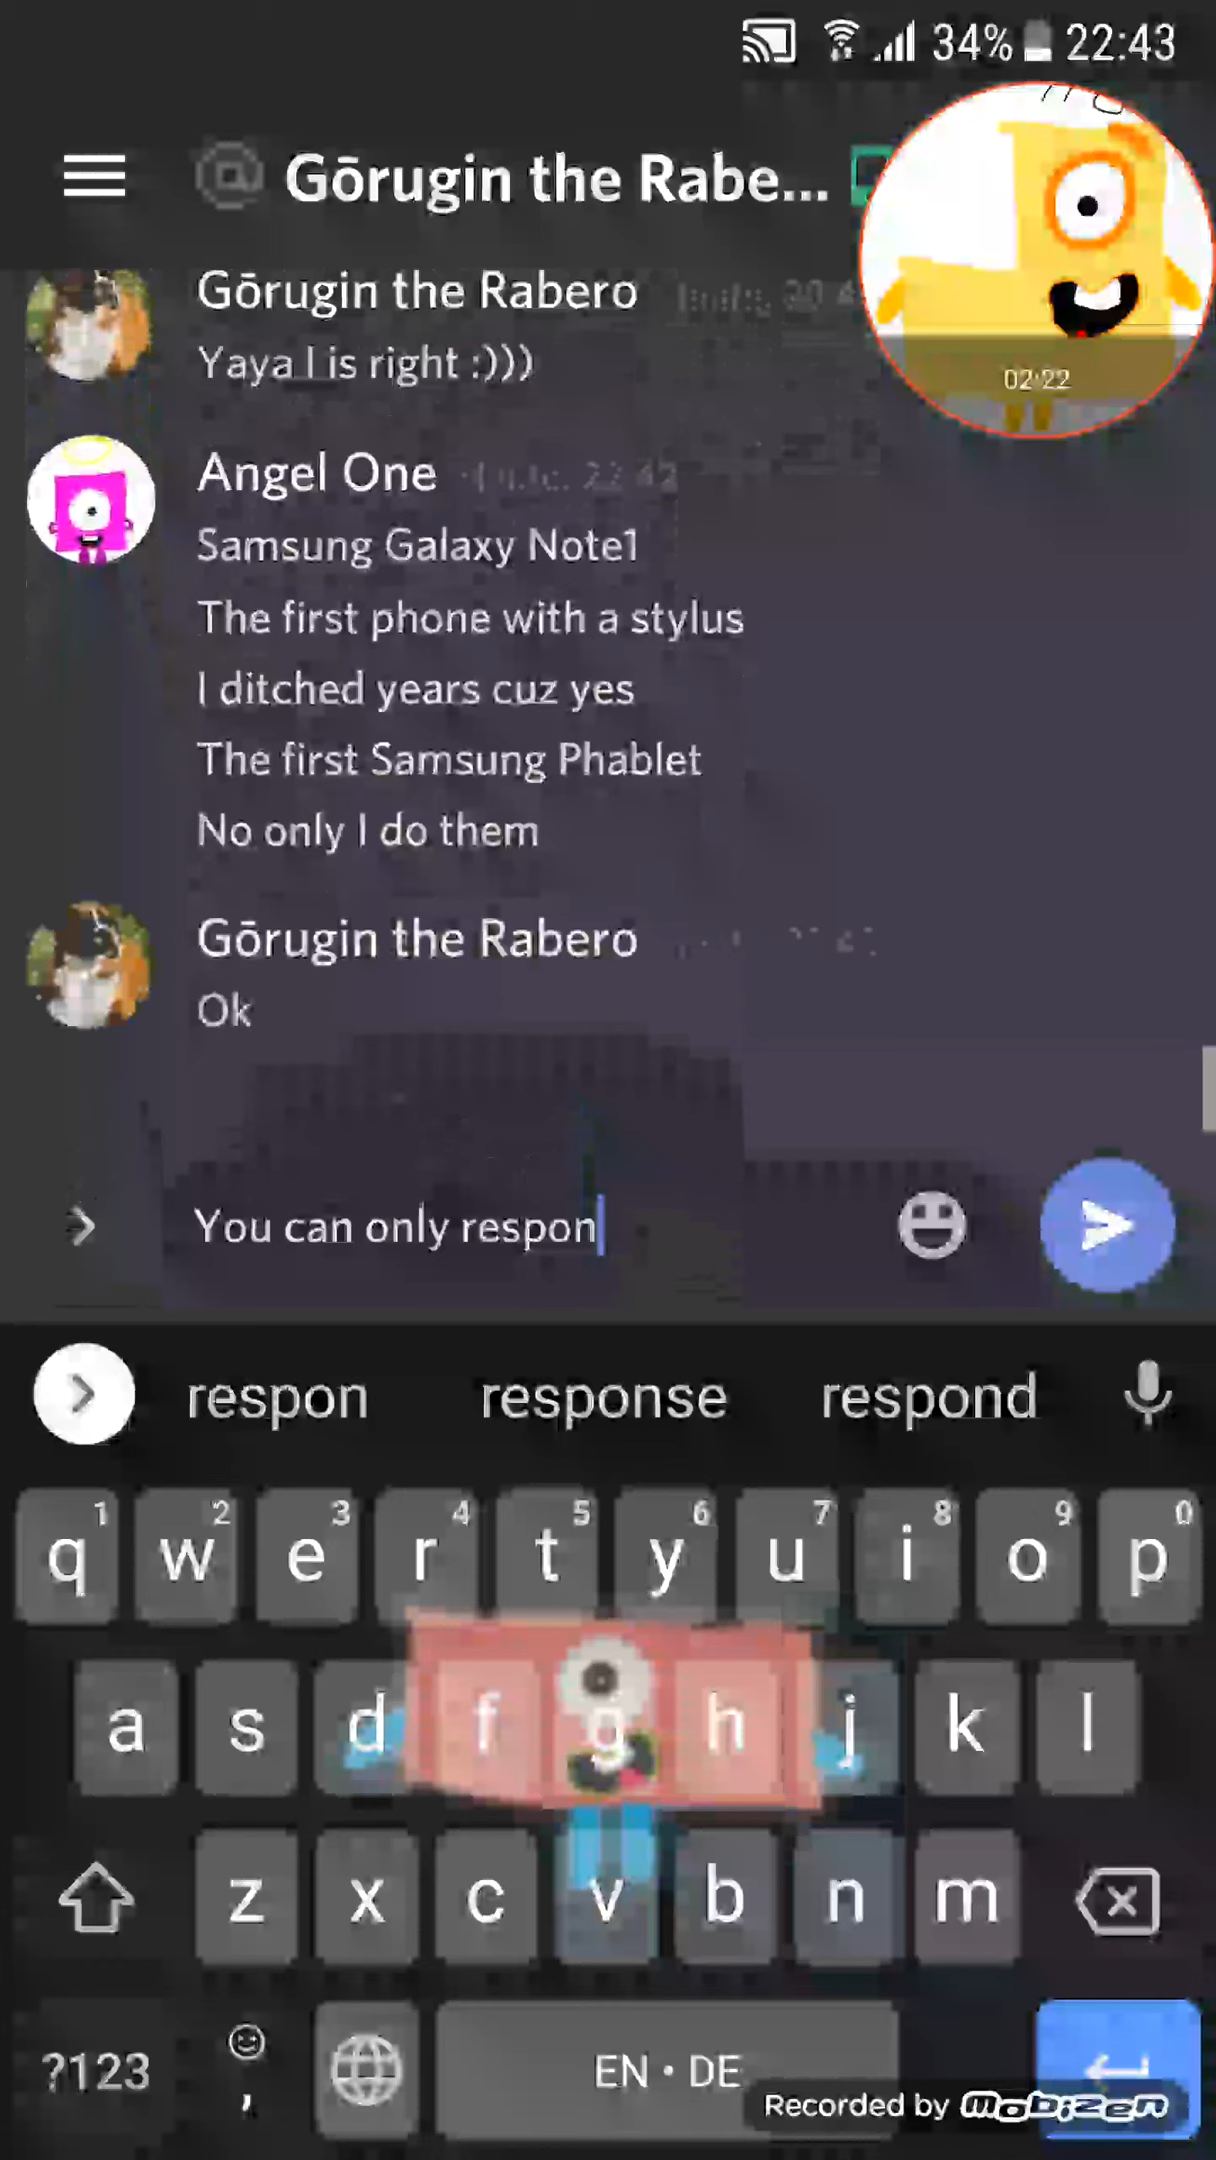 34% 22:43
@ Gōrugin the Rabe...
Gōrugin the Rabero
Yaya I is right :)))
02:22
Angel One 22:42
Samsung Galaxy Note1
The first phone with a stylus
I ditched years cuz yes
The first Samsung Phablet
No only I do them
Gōrugin the Rabero
Ok
You can only respon
respon response respond
1 2 3 4 5 6 7 8 9 0
q w e r t y u i o p
a s d f g h j k l
z x c v b n m
?123 , EN • DE
Recorded by mobizen